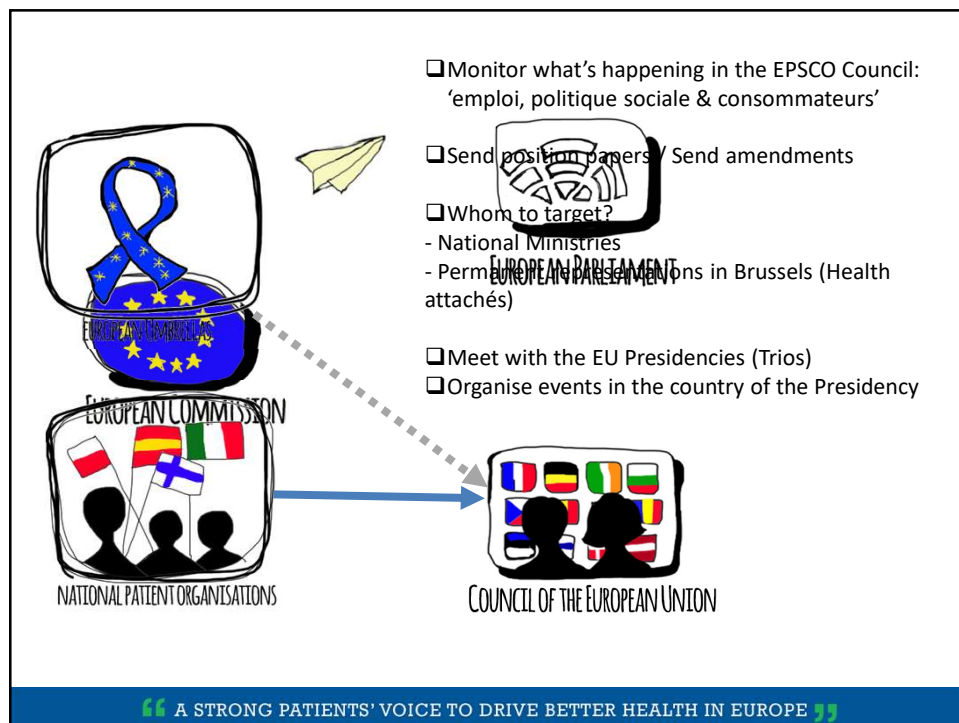 ❑Monitor what's happening in the EPSCO Council:
'emploi, politique sociale & consommateurs'
❑Send position papers / Send amendments
❑Whom to target?
- National Ministries
- Permanent representations in Brussels (Health
attachés)
❑Meet with the EU Presidencies (Trios)
❑Organise events in the country of the Presidency
EUROPEAN PARLIAMENT
EUROPEAN UMBRELLAS
EUROPEAN COMMISSION
NATIONAL PATIENT ORGANISATIONS
COUNCIL OF THE EUROPEAN UNION
“ A STRONG PATIENTS' VOICE TO DRIVE BETTER HEALTH IN EUROPE ”